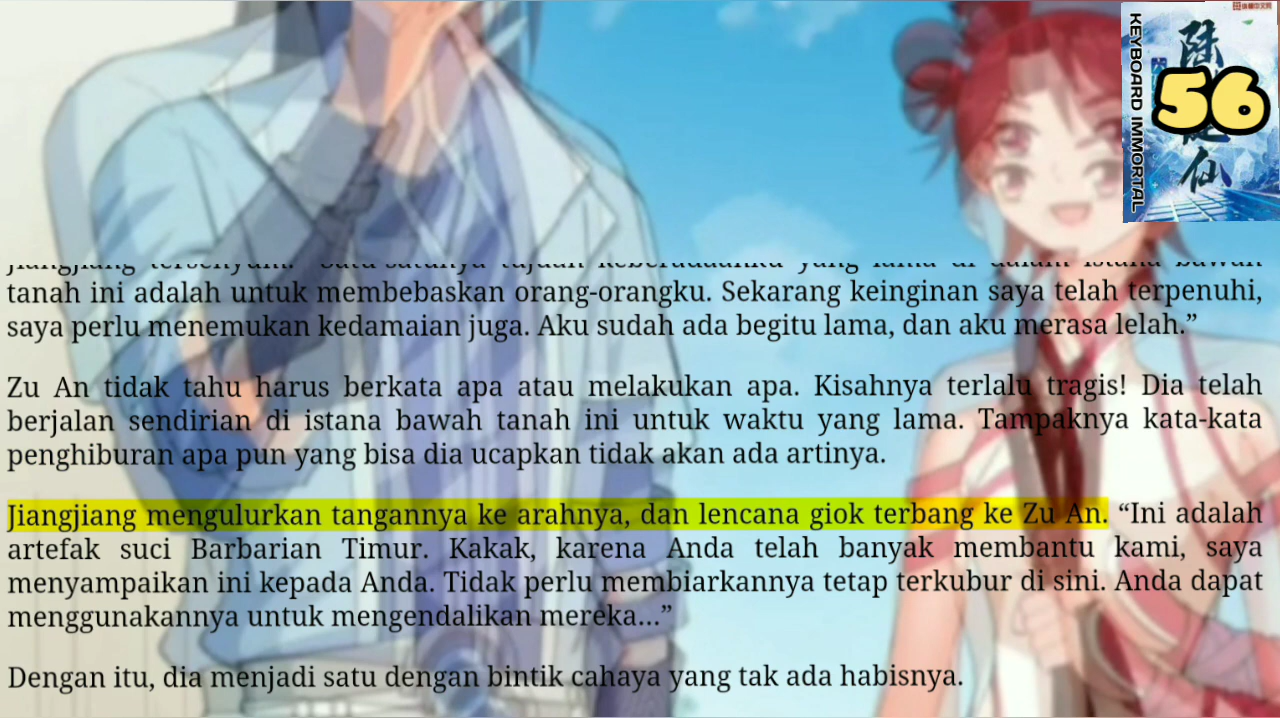 KEYBOARD IMMORTAL
56
仙
tanah ini adalah untuk membebaskan orang-orangku. Sekarang keinginan saya telah terpenuhi,
saya perlu menemukan kedamaian juga. Aku sudah ada begitu lama, dan aku merasa lelah.”
Zu An tidak tahu harus berkata apa atau melakukan apa. Kisahnya terlalu tragis! Dia telah
berjalan sendirian di istana bawah tanah ini untuk waktu yang lama. Tampaknya kata-kata
penghiburan apa pun yang bisa dia ucapkan tidak akan ada artinya.
Jiangjiang mengulurkan tangannya ke arahnya, dan lencana giok terbang ke Zu An. “Ini adalah
artefak suci Barbarian Timur. Kakak, karena Anda telah banyak membantu kami, saya
menyampaikan ini kepada Anda. Tidak perlu membiarkannya tetap terkubur di sini. Anda dapat
menggunakannya untuk mengendalikan mereka...”
Dengan itu, dia menjadi satu dengan bintik cahaya yang tak ada habisnya.